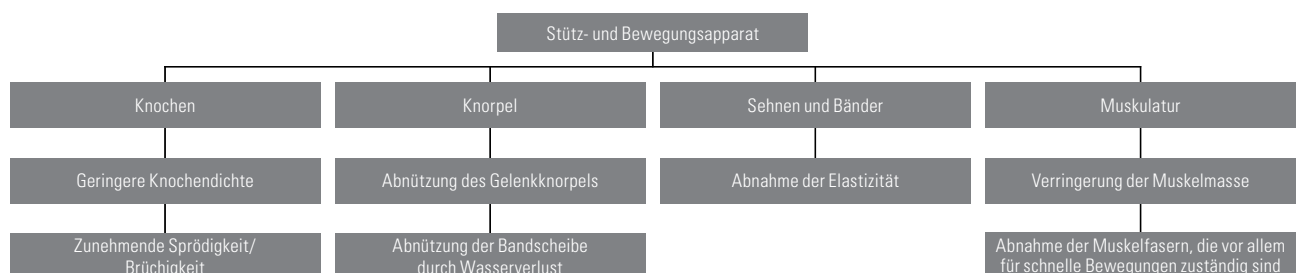 Stütz- und Bewegungsapparat
Knochen
Knorpel
Sehnen und Bänder
Muskulatur
Geringere Knochendichte
Abnützung des Gelenkknorpels
Abnahme der Elastizität
Verringerung der Muskelmasse
Zunehmende Sprödigkeit/
Brüchigkeit
Abnützung der Bandscheibe
durch Wasserverlust
Abnahme der Muskelfasern, die vor allem
für schnelle Bewegungen zuständig sind